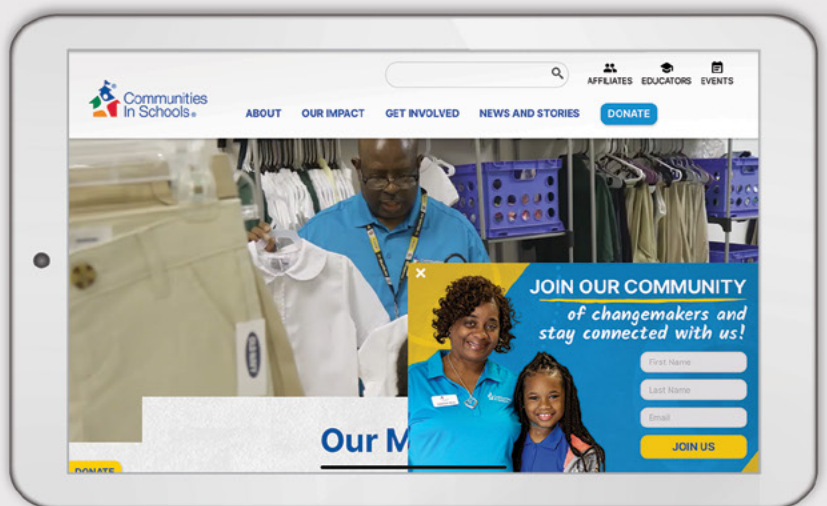 AFFILIATES EDUCATORS EVENTS
Communities
In Schools®
ABOUT OUR IMPACT GET INVOLVED NEWS AND STORIES DONATE
JOIN OUR COMMUNITY
of changemakers and
stay connected with us!
First Name
Last Name
Email
JOIN US
Our M
DONATE